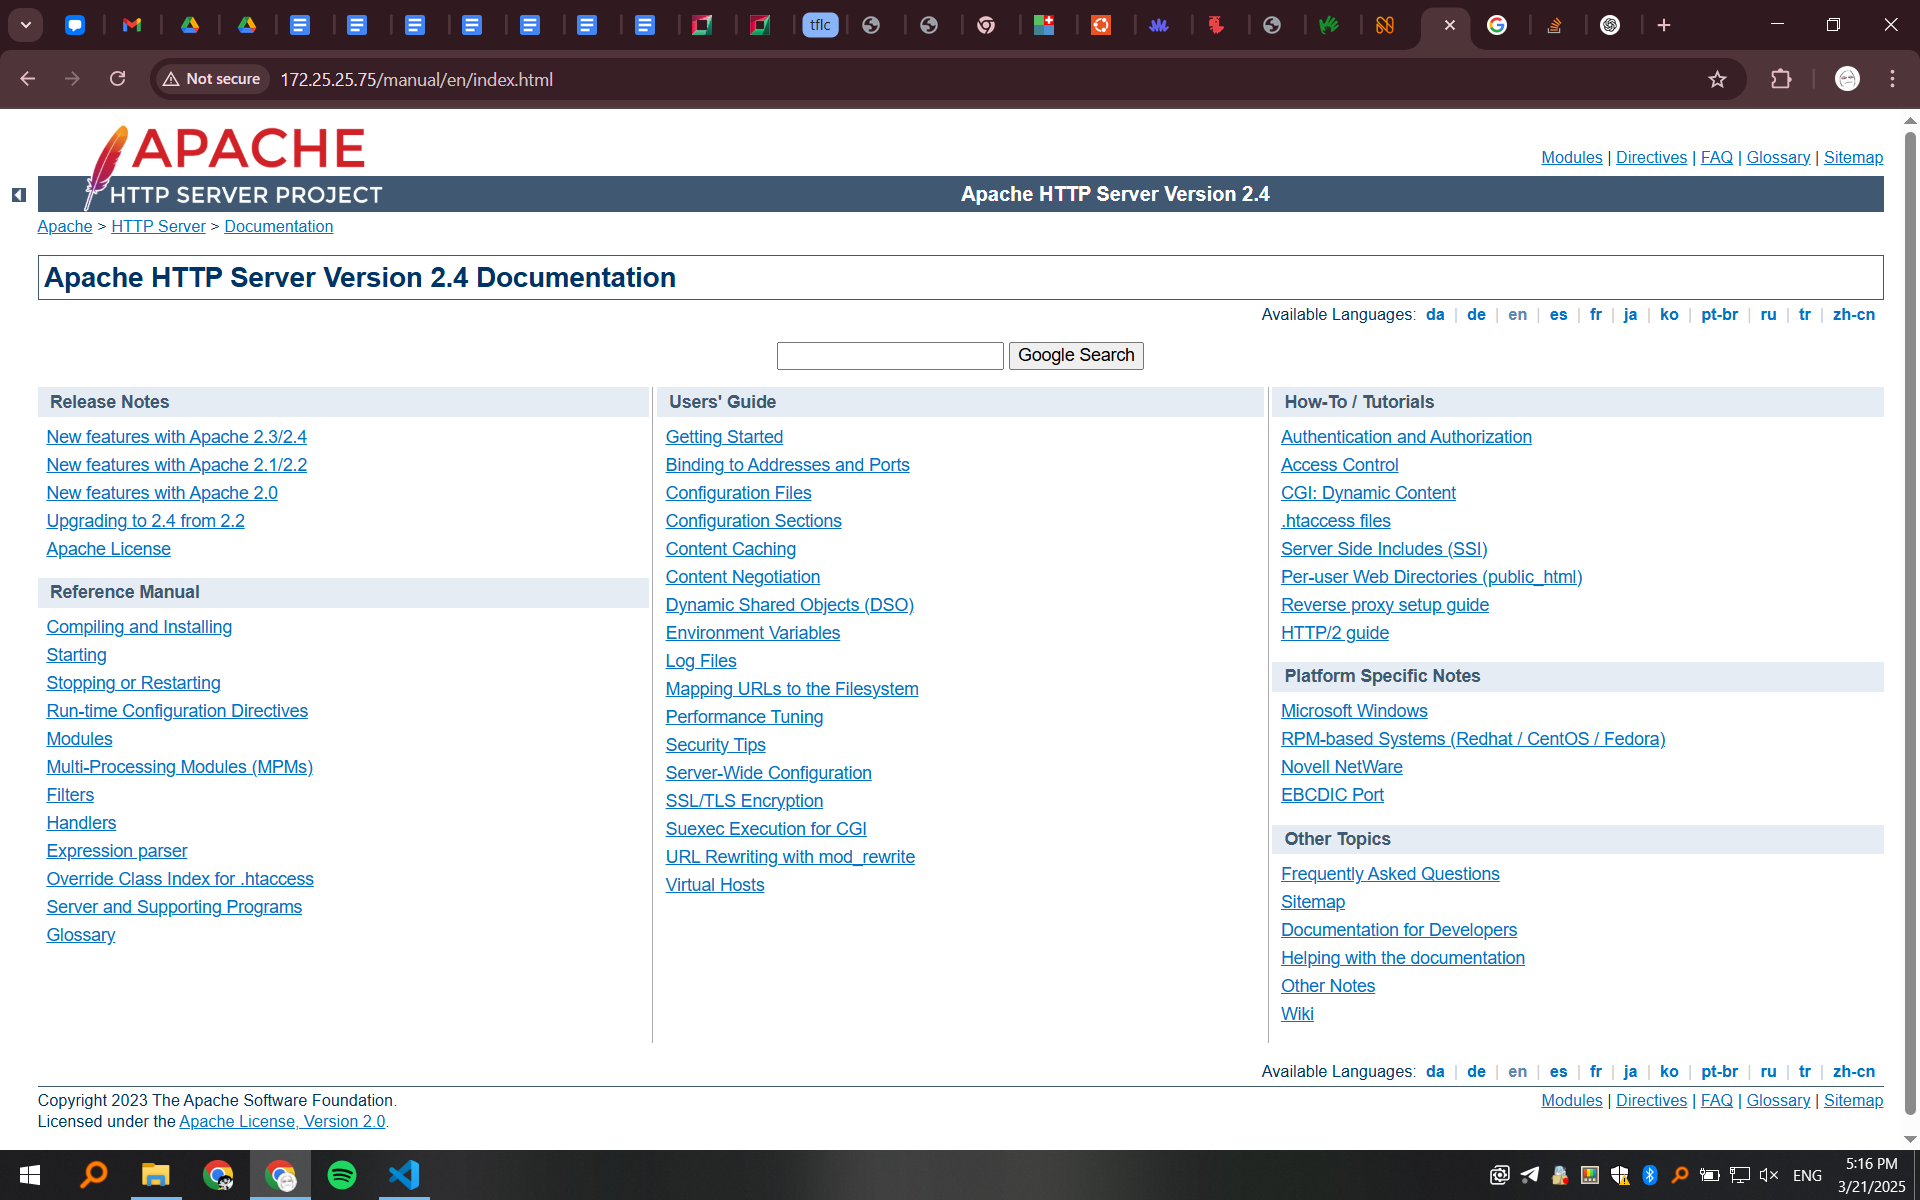 tflc
Not secure
172.25.25.75/manual/en/index.html
APACHE
HTTP SERVER PROJECT
Modules | Directives | FAQ | Glossary | Sitemap
Apache HTTP Server Version 2.4
Apache > HTTP Server > Documentation
Apache HTTP Server Version 2.4 Documentation
Available Languages: da | de | en | es | fr | ja | ko | pt-br | ru | tr | zh-cn
Google Search
Release Notes
New features with Apache 2.3/2.4
New features with Apache 2.1/2.2
New features with Apache 2.0
Upgrading to 2.4 from 2.2
Apache License
Reference Manual
Compiling and Installing
Starting
Stopping or Restarting
Run-time Configuration Directives
Modules
Multi-Processing Modules (MPMs)
Filters
Handlers
Expression parser
Override Class Index for .htaccess
Server and Supporting Programs
Glossary
Users' Guide
Getting Started
Binding to Addresses and Ports
Configuration Files
Configuration Sections
Content Caching
Content Negotiation
Dynamic Shared Objects (DSO)
Environment Variables
Log Files
Mapping URLs to the Filesystem
Performance Tuning
Security Tips
Server-Wide Configuration
SSL/TLS Encryption
Suexec Execution for CGI
URL Rewriting with mod_rewrite
Virtual Hosts
How-To / Tutorials
Authentication and Authorization
Access Control
CGI: Dynamic Content
.htaccess files
Server Side Includes (SSI)
Per-user Web Directories (public_html)
Reverse proxy setup guide
HTTP/2 guide
Platform Specific Notes
Microsoft Windows
RPM-based Systems (Redhat / CentOS / Fedora)
Novell NetWare
EBCDIC Port
Other Topics
Frequently Asked Questions
Sitemap
Documentation for Developers
Helping with the documentation
Other Notes
Wiki
Available Languages: da | de | en | es | fr | ja | ko | pt-br | ru | tr | zh-cn
Copyright 2023 The Apache Software Foundation.
Licensed under the Apache License, Version 2.0.
Modules | Directives | FAQ | Glossary | Sitemap
ENG
5:16 PM
3/21/2025